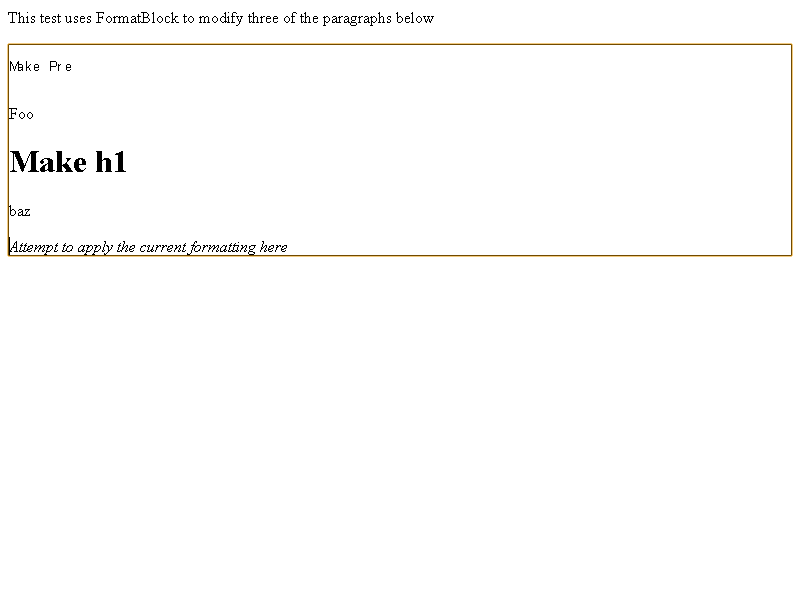 This test uses FormatBlock to modify three of the paragraphs below
Make Pre
Foo
Make h1
baz
Attempt to apply the current formatting here